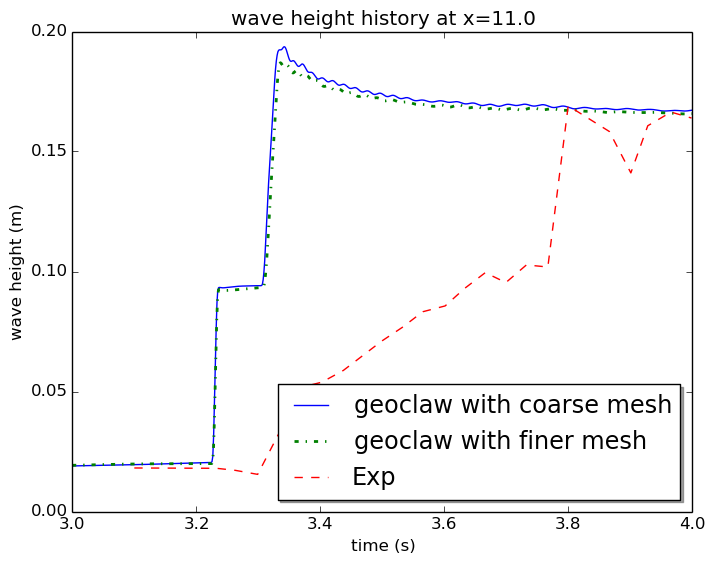 wave height history at x=11.0
0.20
0.15
0.10
0.05
0.00
wave height (m)
geoclaw with coarse mesh
geoclaw with finer mesh
Exp
3.0 3.2 3.4 3.6 3.8 4.0
time (s)